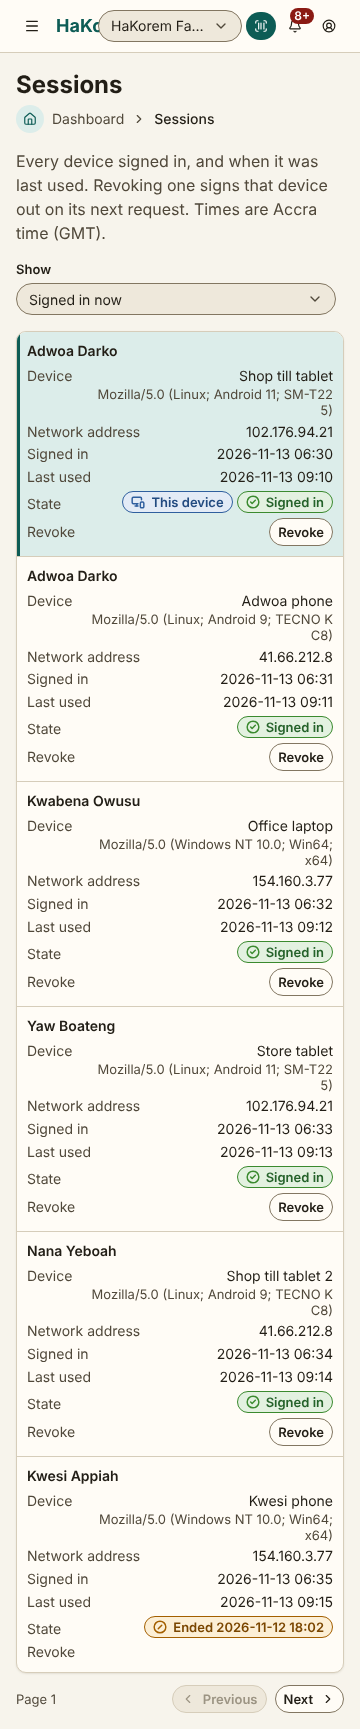 HaKo
HaKorem Fa...
8+
Sessions
Dashboard > Sessions
Every device signed in, and when it was
last used. Revoking one signs that device
out on its next request. Times are Accra
time (GMT).
Show
Signed in now
Adwoa Darko
Device Shop till tablet
Mozilla/5.0 (Linux; Android 11; SM-T22
5)
Network address 102.176.94.21
Signed in 2026-11-13 06:30
Last used 2026-11-13 09:10
State This device Signed in
Revoke Revoke
Adwoa Darko
Device Adwoa phone
Mozilla/5.0 (Linux; Android 9; TECNO K
C8)
Network address 41.66.212.8
Signed in 2026-11-13 06:31
Last used 2026-11-13 09:11
State Signed in
Revoke Revoke
Kwabena Owusu
Device Office laptop
Mozilla/5.0 (Windows NT 10.0; Win64;
x64)
Network address 154.160.3.77
Signed in 2026-11-13 06:32
Last used 2026-11-13 09:12
State Signed in
Revoke Revoke
Yaw Boateng
Device Store tablet
Mozilla/5.0 (Linux; Android 11; SM-T22
5)
Network address 102.176.94.21
Signed in 2026-11-13 06:33
Last used 2026-11-13 09:13
State Signed in
Revoke Revoke
Nana Yeboah
Device Shop till tablet 2
Mozilla/5.0 (Linux; Android 9; TECNO K
C8)
Network address 41.66.212.8
Signed in 2026-11-13 06:34
Last used 2026-11-13 09:14
State Signed in
Revoke Revoke
Kwesi Appiah
Device Kwesi phone
Mozilla/5.0 (Windows NT 10.0; Win64;
x64)
Network address 154.160.3.77
Signed in 2026-11-13 06:35
Last used 2026-11-13 09:15
State Ended 2026-11-12 18:02
Revoke
Page 1 Previous Next